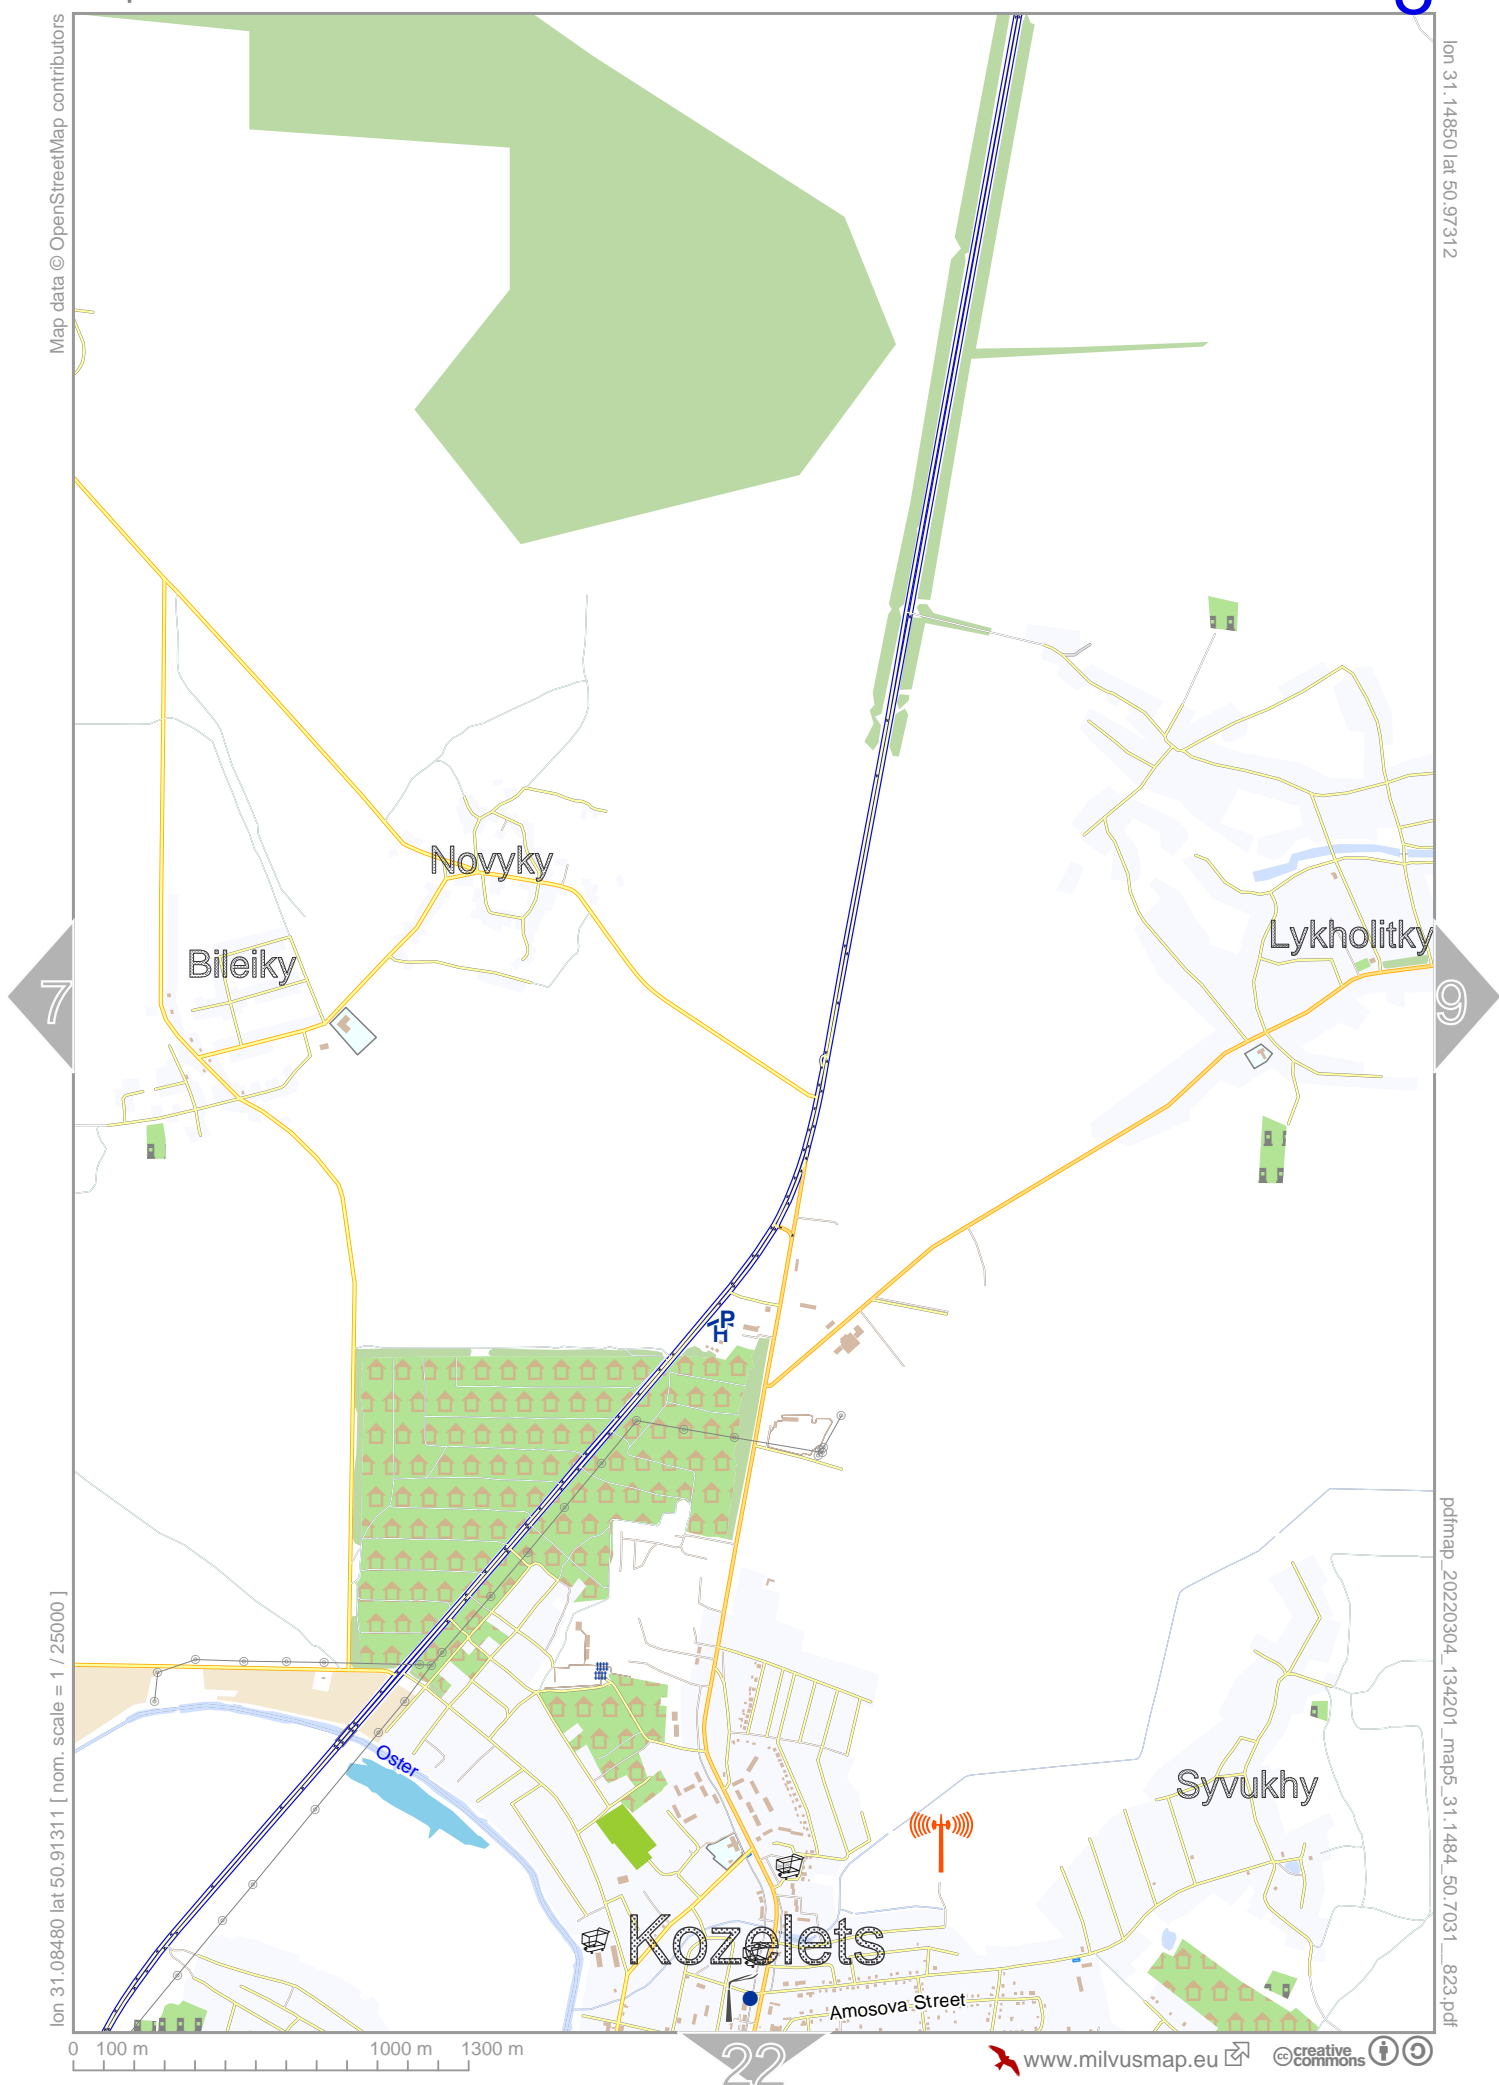 Map data © OpenStreetMap contributors
lon 31.14850 lat 50.97312
Novyky
Bileiky
Lykholitky
7
9
P
H
Oster
Syvukhy
Kozelets
Amosova Street
lon 31.08480 lat 50.91311 [ nom. scale = 1 / 25000 ]
pdfmap_20220304_134201_map5_31.1484_50.7031__823.pdf
0 100 m 1000 m 1300 m
22
www.milvusmap.eu
cc creative commons